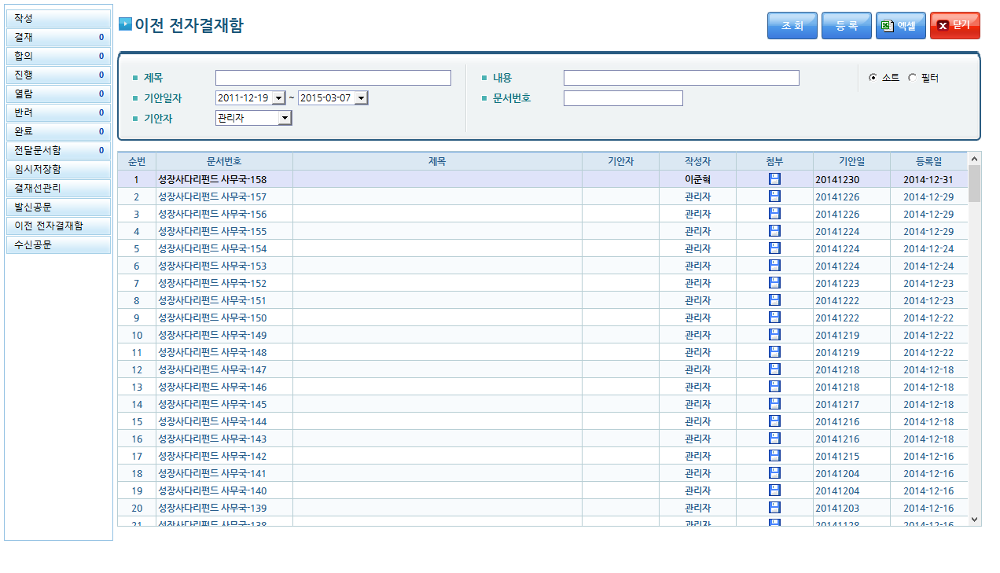 작성
결재 0
합의 0
진행 0
열람 0
반려 0
완료 0
전달문서함 0
임시저장함
결재선관리
발신공문
이전 전자결재함
수신공문
이전 전자결재함
조 회 등 록 엑셀 닫기
제목 내용 소트 필터
기안일자 2011-12-19 ~ 2015-03-07 문서번호
기안자 관리자
순번 문서번호 제목 기안자 작성자 첨부 기안일 등록일
1 성장사다리펀드 사무국-158 이준혁 20141230 2014-12-31
2 성장사다리펀드 사무국-157 관리자 20141226 2014-12-29
3 성장사다리펀드 사무국-156 관리자 20141226 2014-12-29
4 성장사다리펀드 사무국-155 관리자 20141224 2014-12-29
5 성장사다리펀드 사무국-154 관리자 20141224 2014-12-24
6 성장사다리펀드 사무국-153 관리자 20141224 2014-12-24
7 성장사다리펀드 사무국-152 관리자 20141223 2014-12-23
8 성장사다리펀드 사무국-151 관리자 20141222 2014-12-23
9 성장사다리펀드 사무국-150 관리자 20141222 2014-12-22
10 성장사다리펀드 사무국-149 관리자 20141219 2014-12-22
11 성장사다리펀드 사무국-148 관리자 20141219 2014-12-22
12 성장사다리펀드 사무국-147 관리자 20141218 2014-12-18
13 성장사다리펀드 사무국-146 관리자 20141218 2014-12-18
14 성장사다리펀드 사무국-145 관리자 20141217 2014-12-18
15 성장사다리펀드 사무국-144 관리자 20141216 2014-12-18
16 성장사다리펀드 사무국-143 관리자 20141216 2014-12-18
17 성장사다리펀드 사무국-142 관리자 20141215 2014-12-16
18 성장사다리펀드 사무국-141 관리자 20141204 2014-12-16
19 성장사다리펀드 사무국-140 관리자 20141204 2014-12-16
20 성장사다리펀드 사무국-139 관리자 20141203 2014-12-16
21 성장사다리펀드 사무국-138 관리자 20141128 2014-12-16